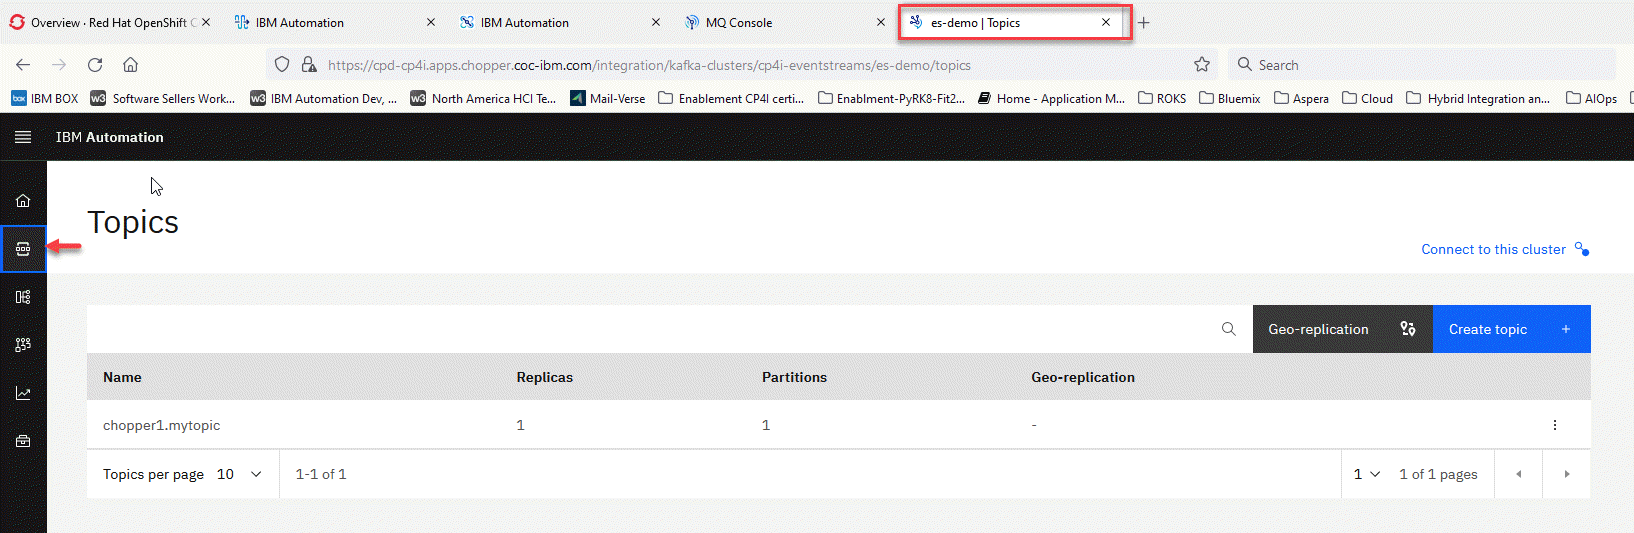 Overview · Red Hat OpenShift C
IBM Automation
IBM Automation
MQ Console
es-demo | Topics
https://cpd-cp4i.apps.chopper.coc-ibm.com/integration/kafka-clusters/cp4i-eventstreams/es-demo/topics
Search
box IBM BOX
w3 Software Sellers Work...
w3 IBM Automation Dev, ...
w3 North America HCI Te...
Mail-Verse
Enablement CP4I certi...
Enablment-PyRK8-Fit2...
Home - Application M...
ROKS
Bluemix
Aspera
Cloud
Hybrid Integration an...
AIOps
IBM Automation
Topics
Connect to this cluster
Geo-replication
Create topic +
Name Replicas Partitions Geo-replication
chopper1.mytopic 1 1 -
Topics per page 10 1-1 of 1 1 1 of 1 pages